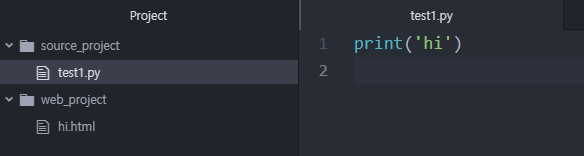 Project
source_project
test1.py
web_project
hi.html
test1.py
1 print('hi')
2